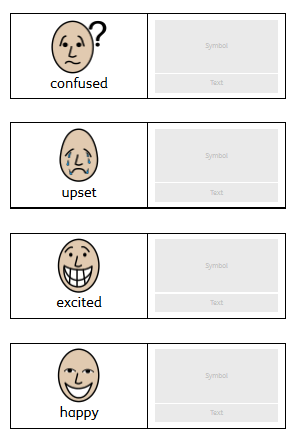 ?
confused
Symbol
Text
upset
Symbol
Text
excited
Symbol
Text
happy
Symbol
Text